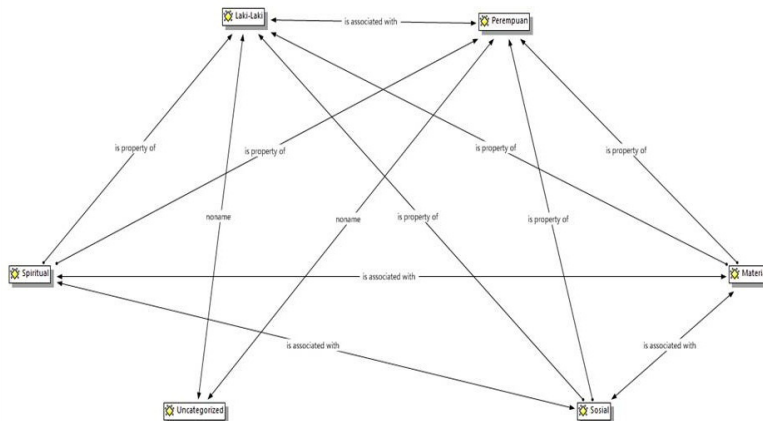 Laki-Laki
is associated with
Perempuan
is property of
is property of
is property of
is property of
noname
noname
is property of
is property of
Spiritual
is associated with
Materi
is associated with
is associated with
Uncategorized
Sosial